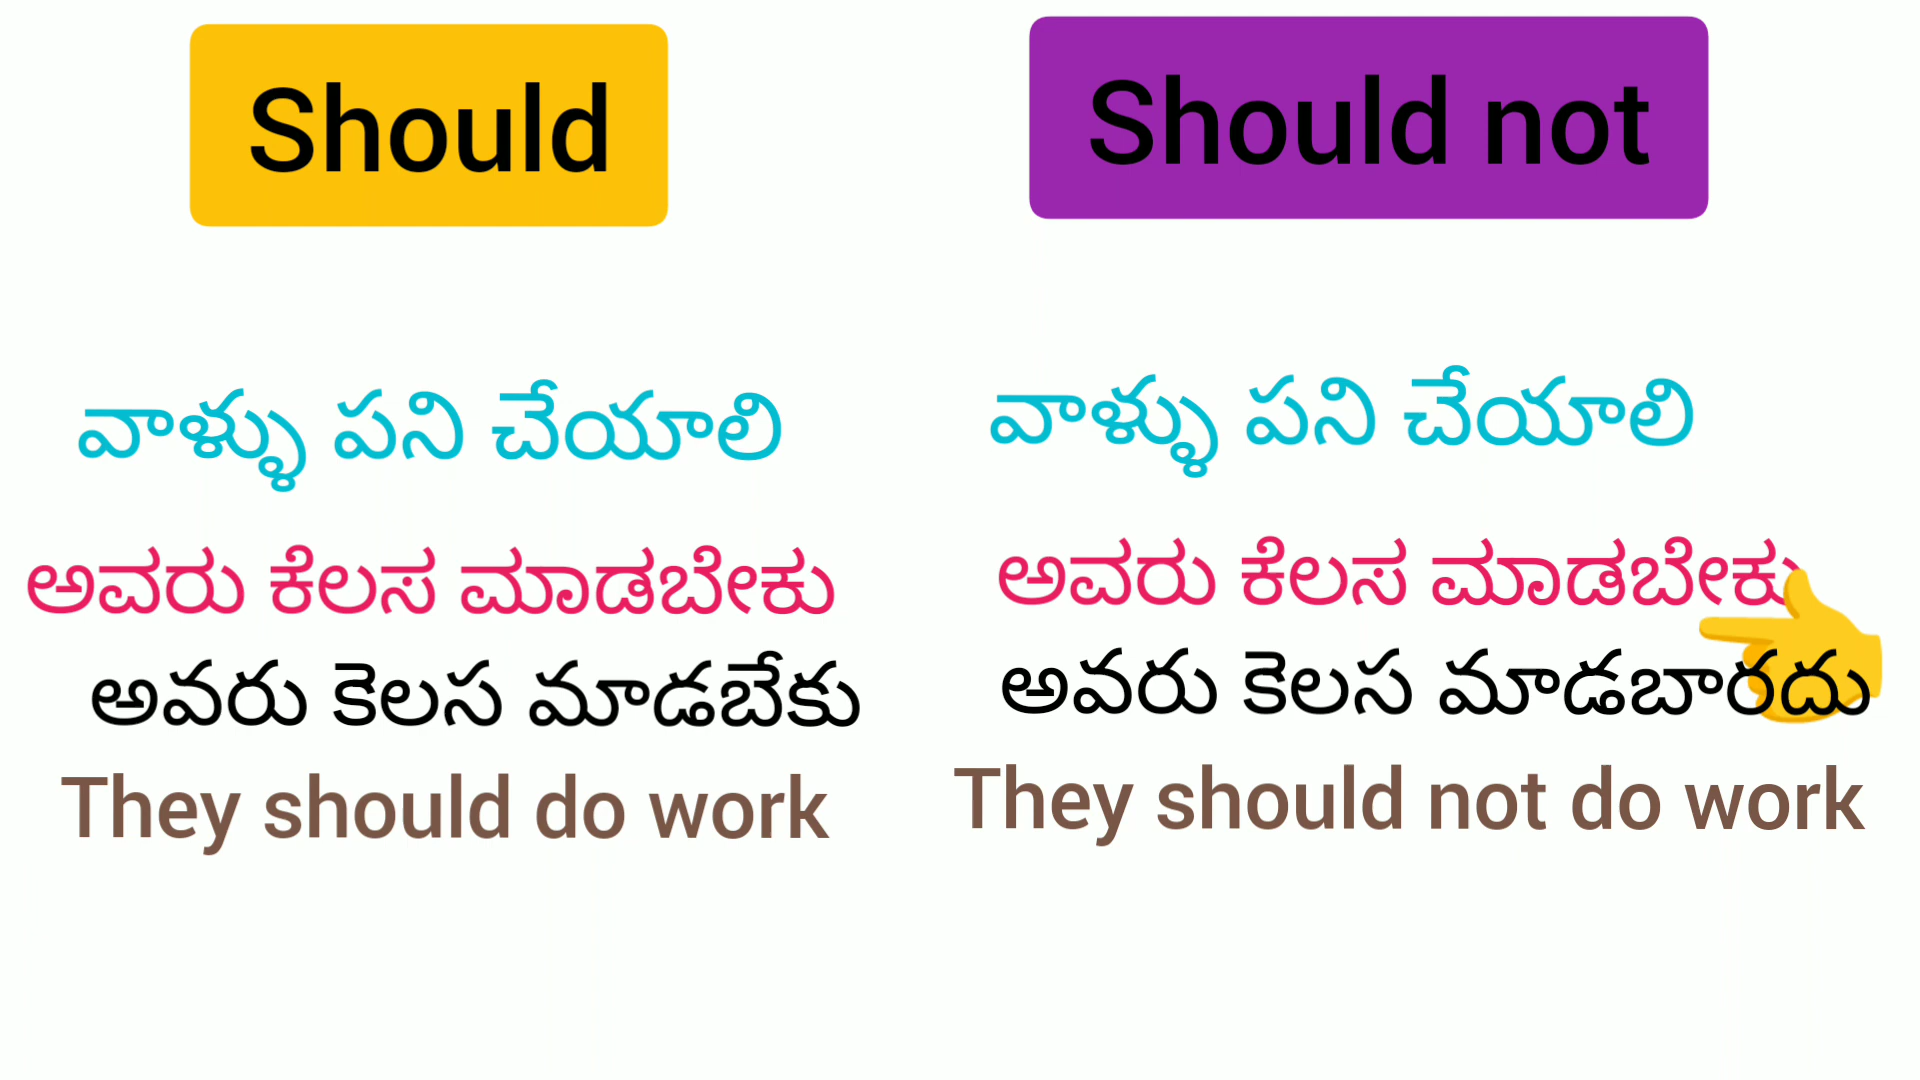 Should
వాళ్ళు పని చేయాలి
ಅವರು ಕೆಲಸ ಮಾಡಬೇಕು
అవరు కెలస మాడబేకు
They should do work
Should not
వాళ్ళు పని చేయాలి
ಅವರು ಕೆಲಸ ಮಾಡಬೇಕು
అవరు కెలస మాడబారదు
They should not do work